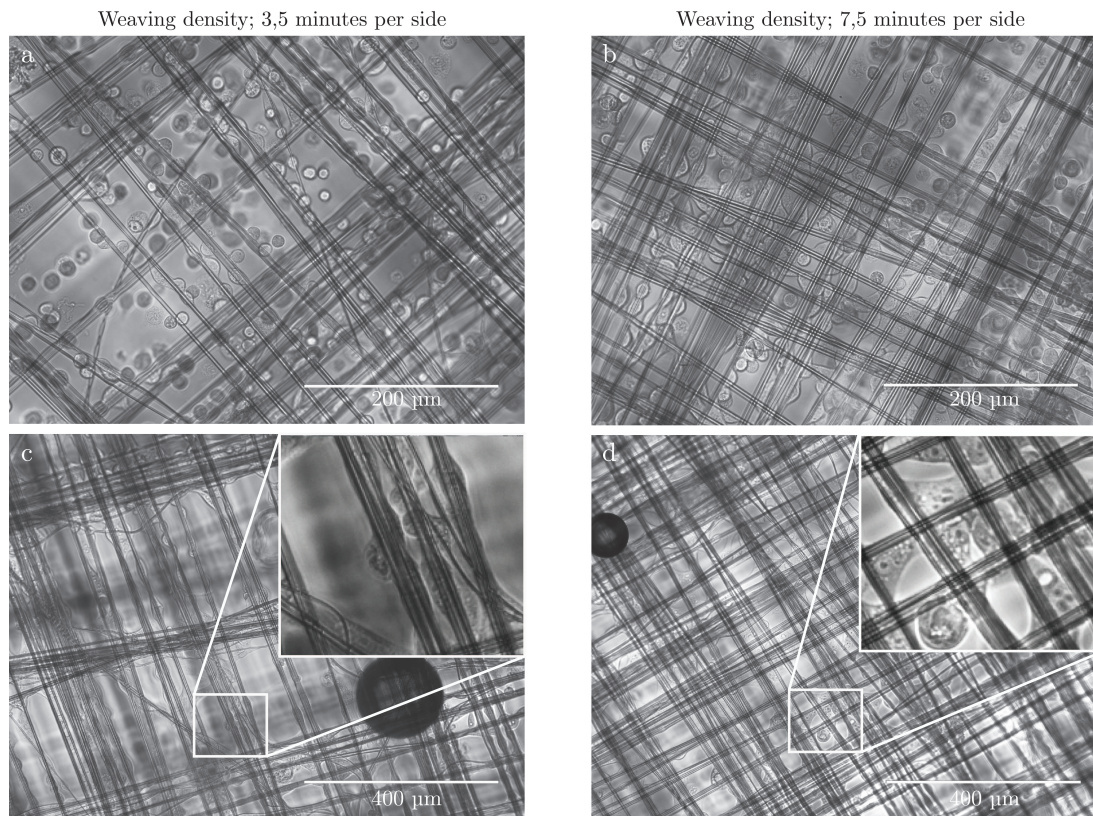 Weaving density; 3,5 minutes per side
Weaving density; 7,5 minutes per side
a
b
200 µm
200 µm
c
d
400 µm
400 µm